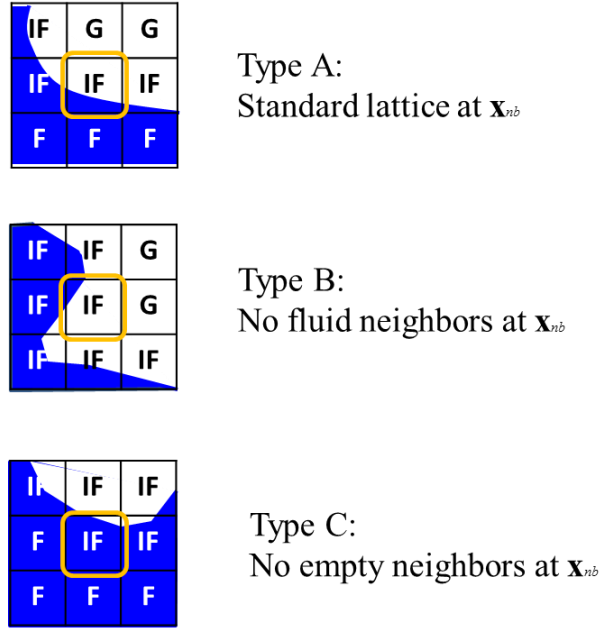 IF G G
IF IF IF
F F F
Type A:
Standard lattice at xnb
IF IF G
IF IF G
IF IF IF
Type B:
No fluid neighbors at xnb
IF IF IF
F IF IF
F F F
Type C:
No empty neighbors at xnb